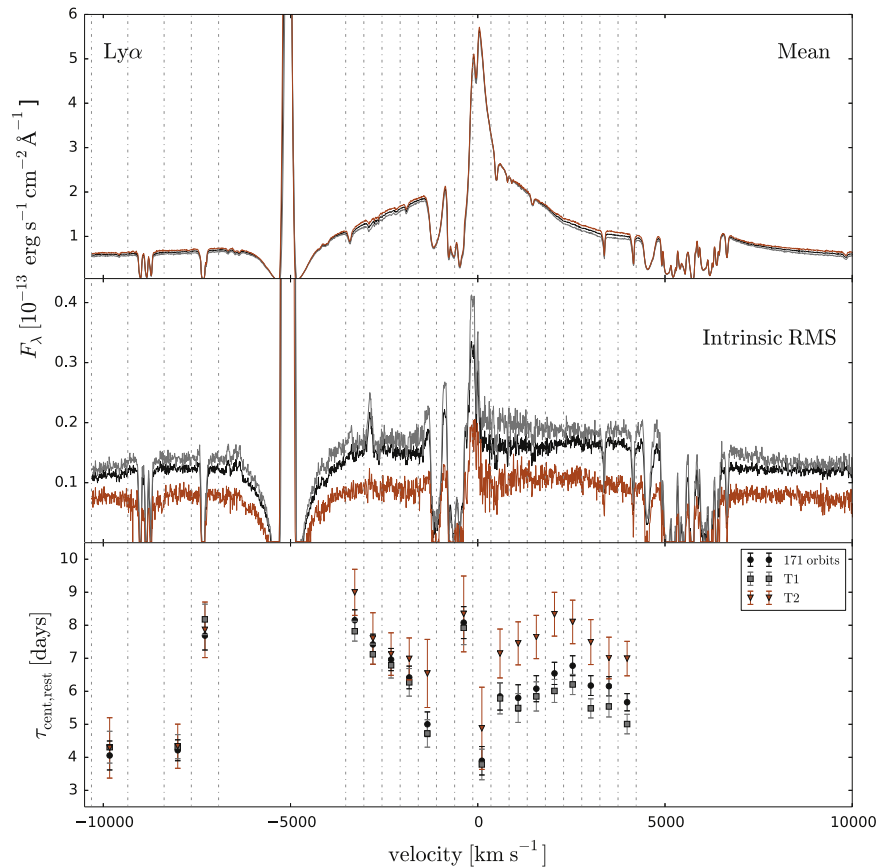 Lyα
Mean
6
5
4
3
2
1
F_λ [10⁻¹³ erg s⁻¹ cm⁻² Å⁻¹]
Intrinsic RMS
0.4
0.3
0.2
0.1
171 orbits
T1
T2
10
9
8
7
6
5
4
3
τ_cent,rest [days]
−10000 −5000 0 5000 10000
velocity [km s⁻¹]